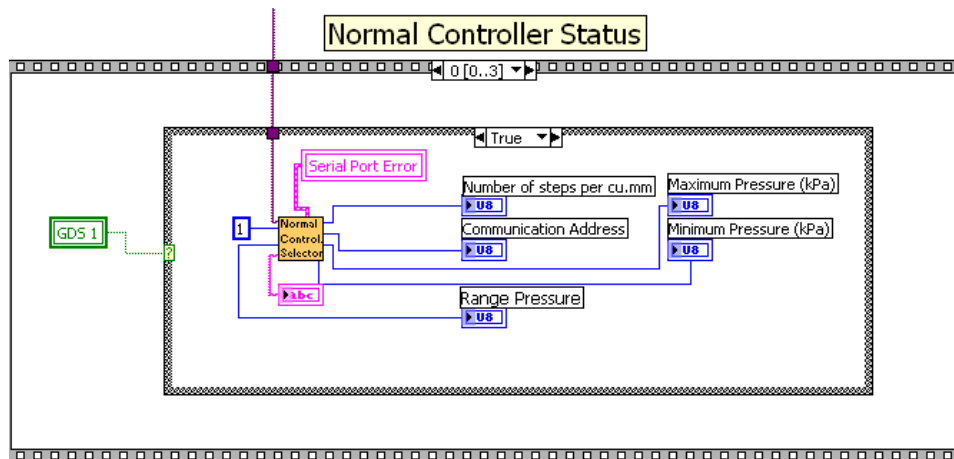 Normal Controller Status
0 [0..3]
True
Serial Port Error
Number of steps per cu.mm
U8
Maximum Pressure (kPa)
U8
GDS 1
1
Normal
Control.
Selector
Communication Address
U8
Minimum Pressure (kPa)
U8
?
abc
Range Pressure
U8